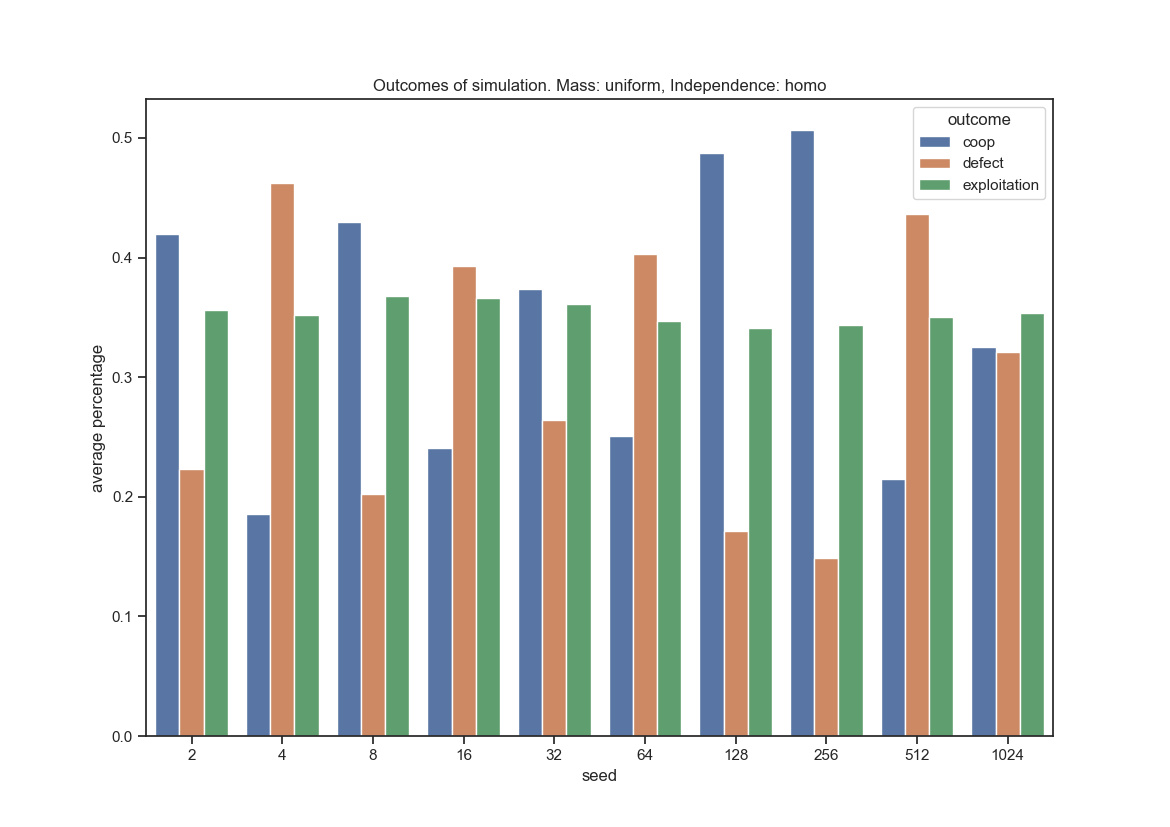 Outcomes of simulation. Mass: uniform, Independence: homo
outcome
coop
defect
exploitation
average percentage
0.5
0.4
0.3
0.2
0.1
0.0
2 4 8 16 32 64 128 256 512 1024
seed